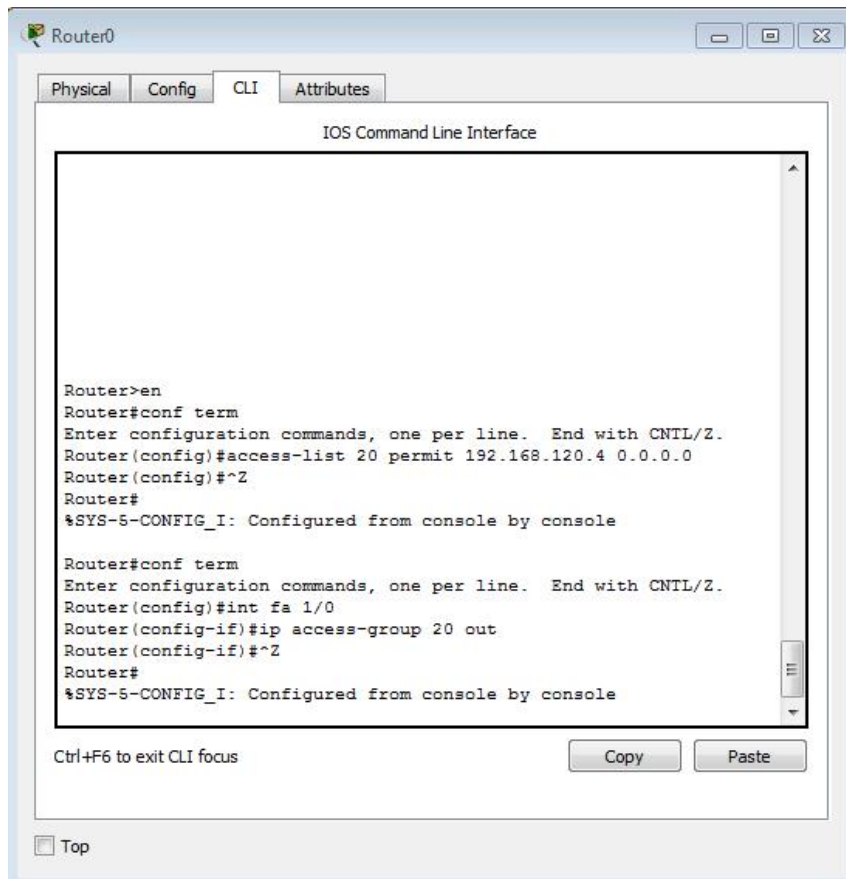 Router0
Physical Config CLI Attributes
IOS Command Line Interface
Router>en
Router#conf term
Enter configuration commands, one per line.  End with CNTL/Z.
Router(config)#access-list 20 permit 192.168.120.4 0.0.0.0
Router(config)#^Z
Router#
%SYS-5-CONFIG_I: Configured from console by console
Router#conf term
Enter configuration commands, one per line.  End with CNTL/Z.
Router(config)#int fa 1/0
Router(config-if)#ip access-group 20 out
Router(config-if)#^Z
Router#
%SYS-5-CONFIG_I: Configured from console by console
Ctrl+F6 to exit CLI focus Copy Paste
Top